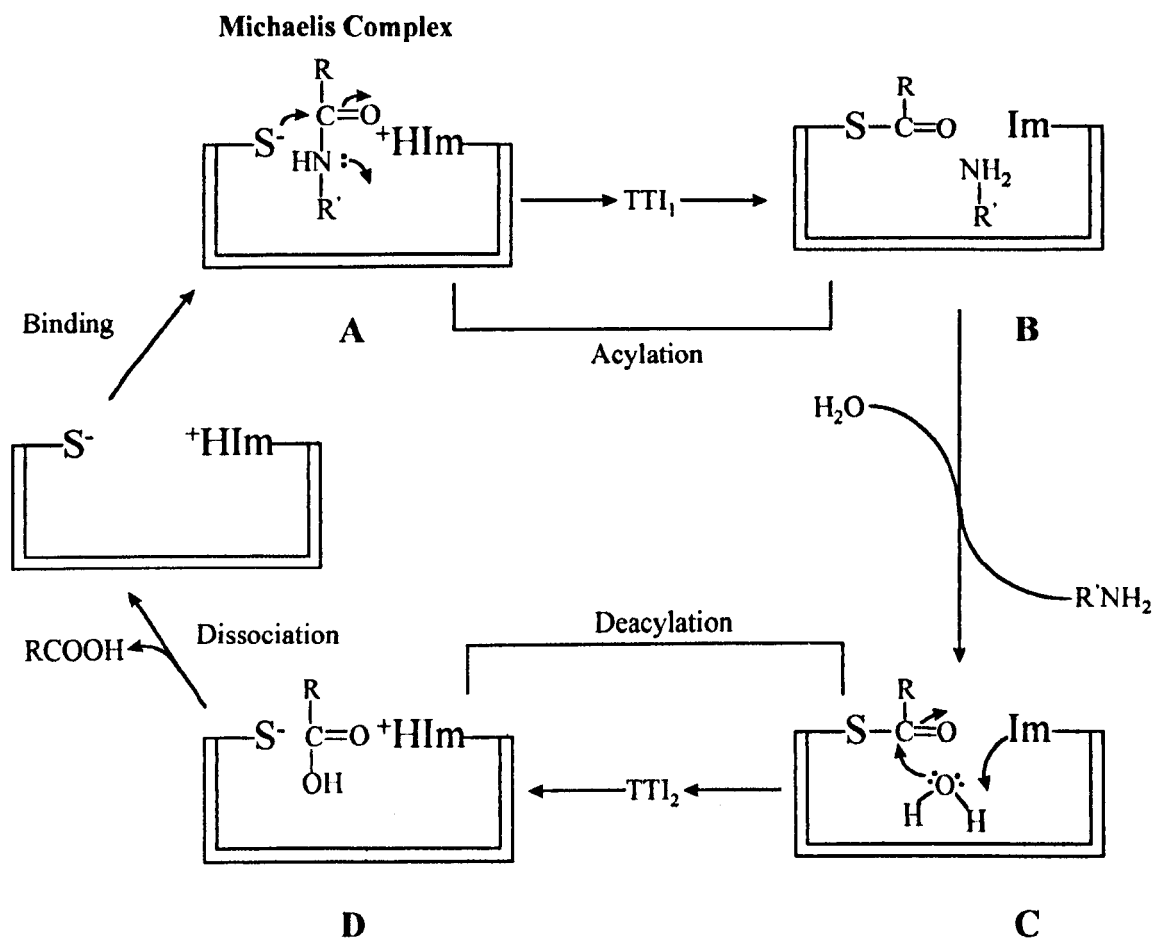 Michaelis Complex
R
C=O
S-
+HIm
HN:
R'
A
TTI1
R
S-C=O
Im
NH2
R'
B
Acylation
Binding
S-
+HIm
H2O
R'NH2
Dissociation
RCOOH
Deacylation
R
S-
C=O
+HIm
OH
D
TTI2
R
S-C=O
Im
:O:
H
H
C